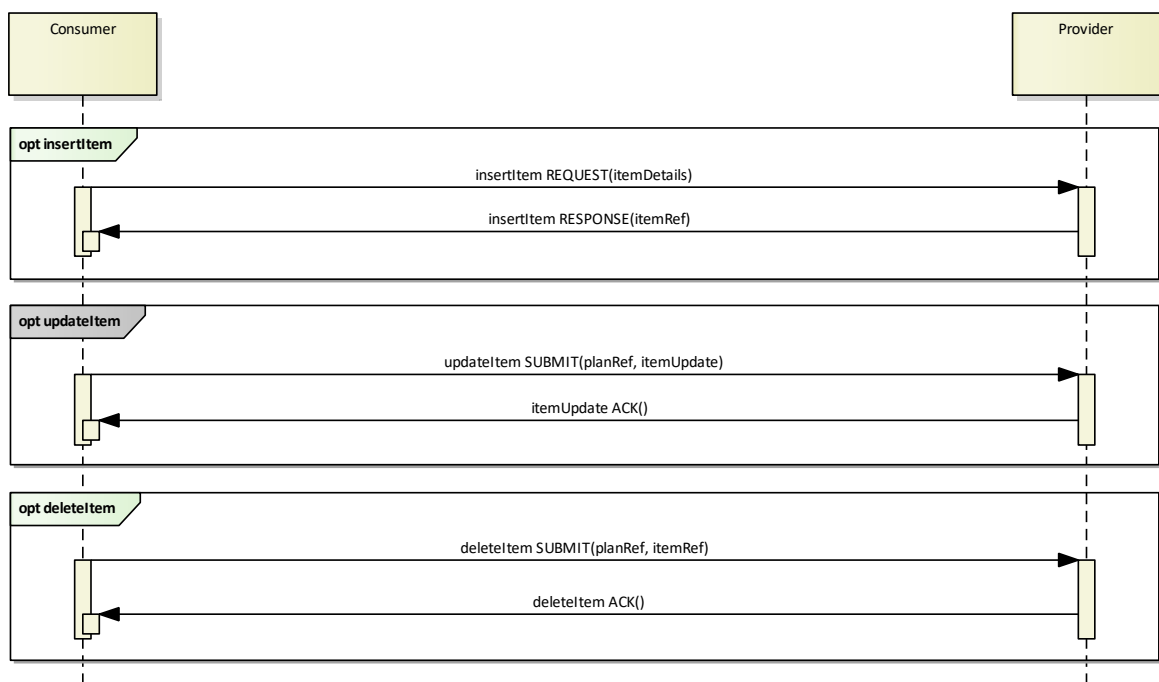 Consumer
Provider
opt insertItem
insertItem REQUEST(itemDetails)
insertItem RESPONSE(itemRef)
opt updateItem
updateItem SUBMIT(planRef, itemUpdate)
itemUpdate ACK()
opt deleteItem
deleteItem SUBMIT(planRef, itemRef)
deleteItem ACK()